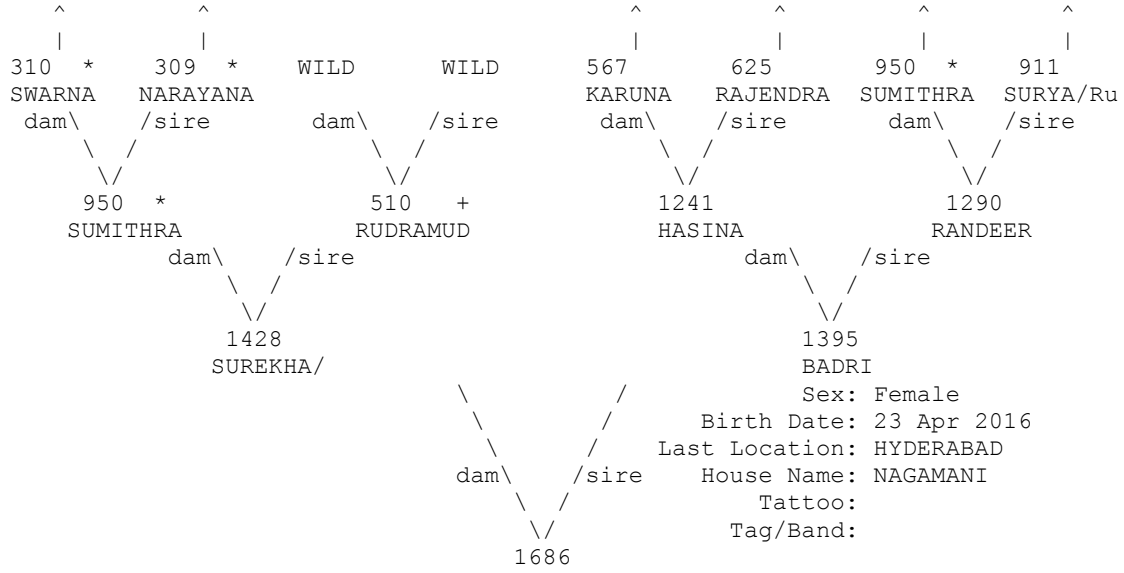 ^ ^ ^ ^ ^ ^
| | | | | |
310 * 309 * WILD WILD 567 625 950 * 911
SWARNA NARAYANA KARUNA RAJENDRA SUMITHRA SURYA/Ru
dam\ /sire dam\ /sire dam\ /sire dam\ /sire
\ / \ / \ / \ /
\/ \/ \/ \/
950 * 510 + 1241 1290
SUMITHRA RUDRAMUD HASINA RANDEER
dam\ /sire dam\ /sire
\ / \ /
\/ \/
1428 1395
SUREKHA/ BADRI
\ / Sex: Female
\ / Birth Date: 23 Apr 2016
\ / Last Location: HYDERABAD
dam\ /sire House Name: NAGAMANI
\ / Tattoo:
\/ Tag/Band:
1686